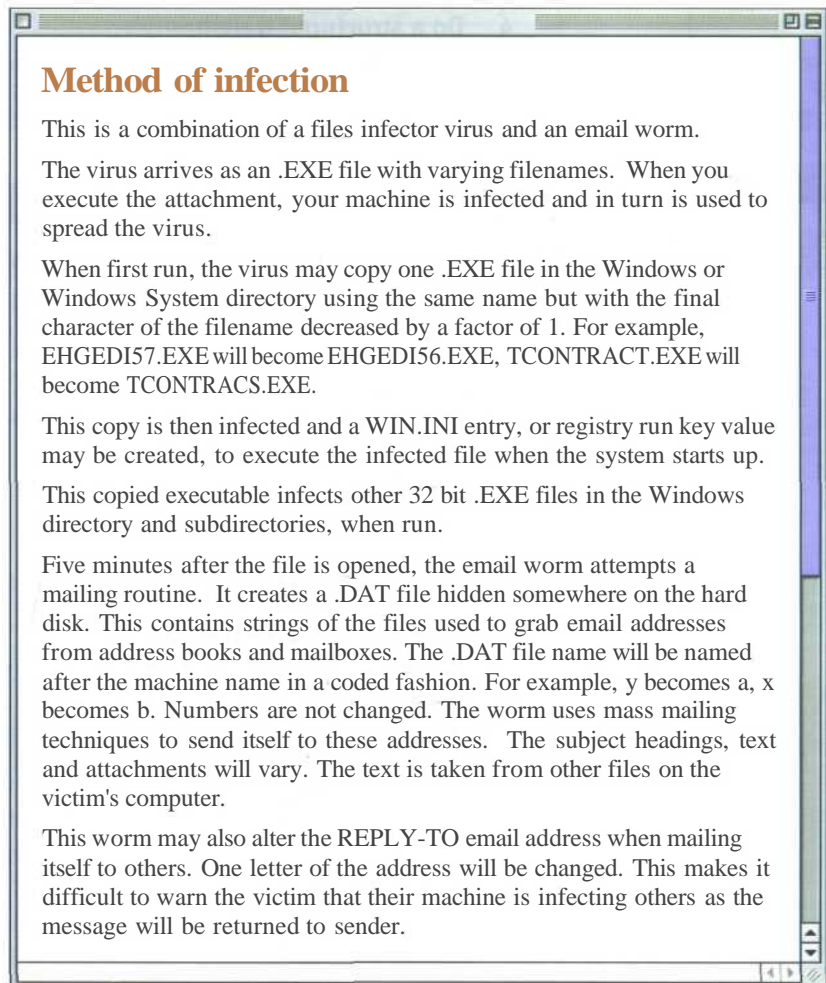 Method of infection
This is a combination of a files infector virus and an email worm.
The virus arrives as an .EXE file with varying filenames. When you
execute the attachment, your machine is infected and in turn is used to
spread the virus.
When first run, the virus may copy one .EXE file in the Windows or
Windows System directory using the same name but with the final
character of the filename decreased by a factor of 1. For example,
EHGEDI57.EXE will become EHGEDI56.EXE, TCONTRACT.EXE will
become TCONTRACS.EXE.
This copy is then infected and a WIN.INI entry, or registry run key value
may be created, to execute the infected file when the system starts up.
This copied executable infects other 32 bit .EXE files in the Windows
directory and subdirectories, when run.
Five minutes after the file is opened, the email worm attempts a
mailing routine. It creates a .DAT file hidden somewhere on the hard
disk. This contains strings of the files used to grab email addresses
from address books and mailboxes. The .DAT file name will be named
after the machine name in a coded fashion. For example, y becomes a, x
becomes b. Numbers are not changed. The worm uses mass mailing
techniques to send itself to these addresses. The subject headings, text
and attachments will vary. The text is taken from other files on the
victim's computer.
This worm may also alter the REPLY-TO email address when mailing
itself to others. One letter of the address will be changed. This makes it
difficult to warn the victim that their machine is infecting others as the
message will be returned to sender.